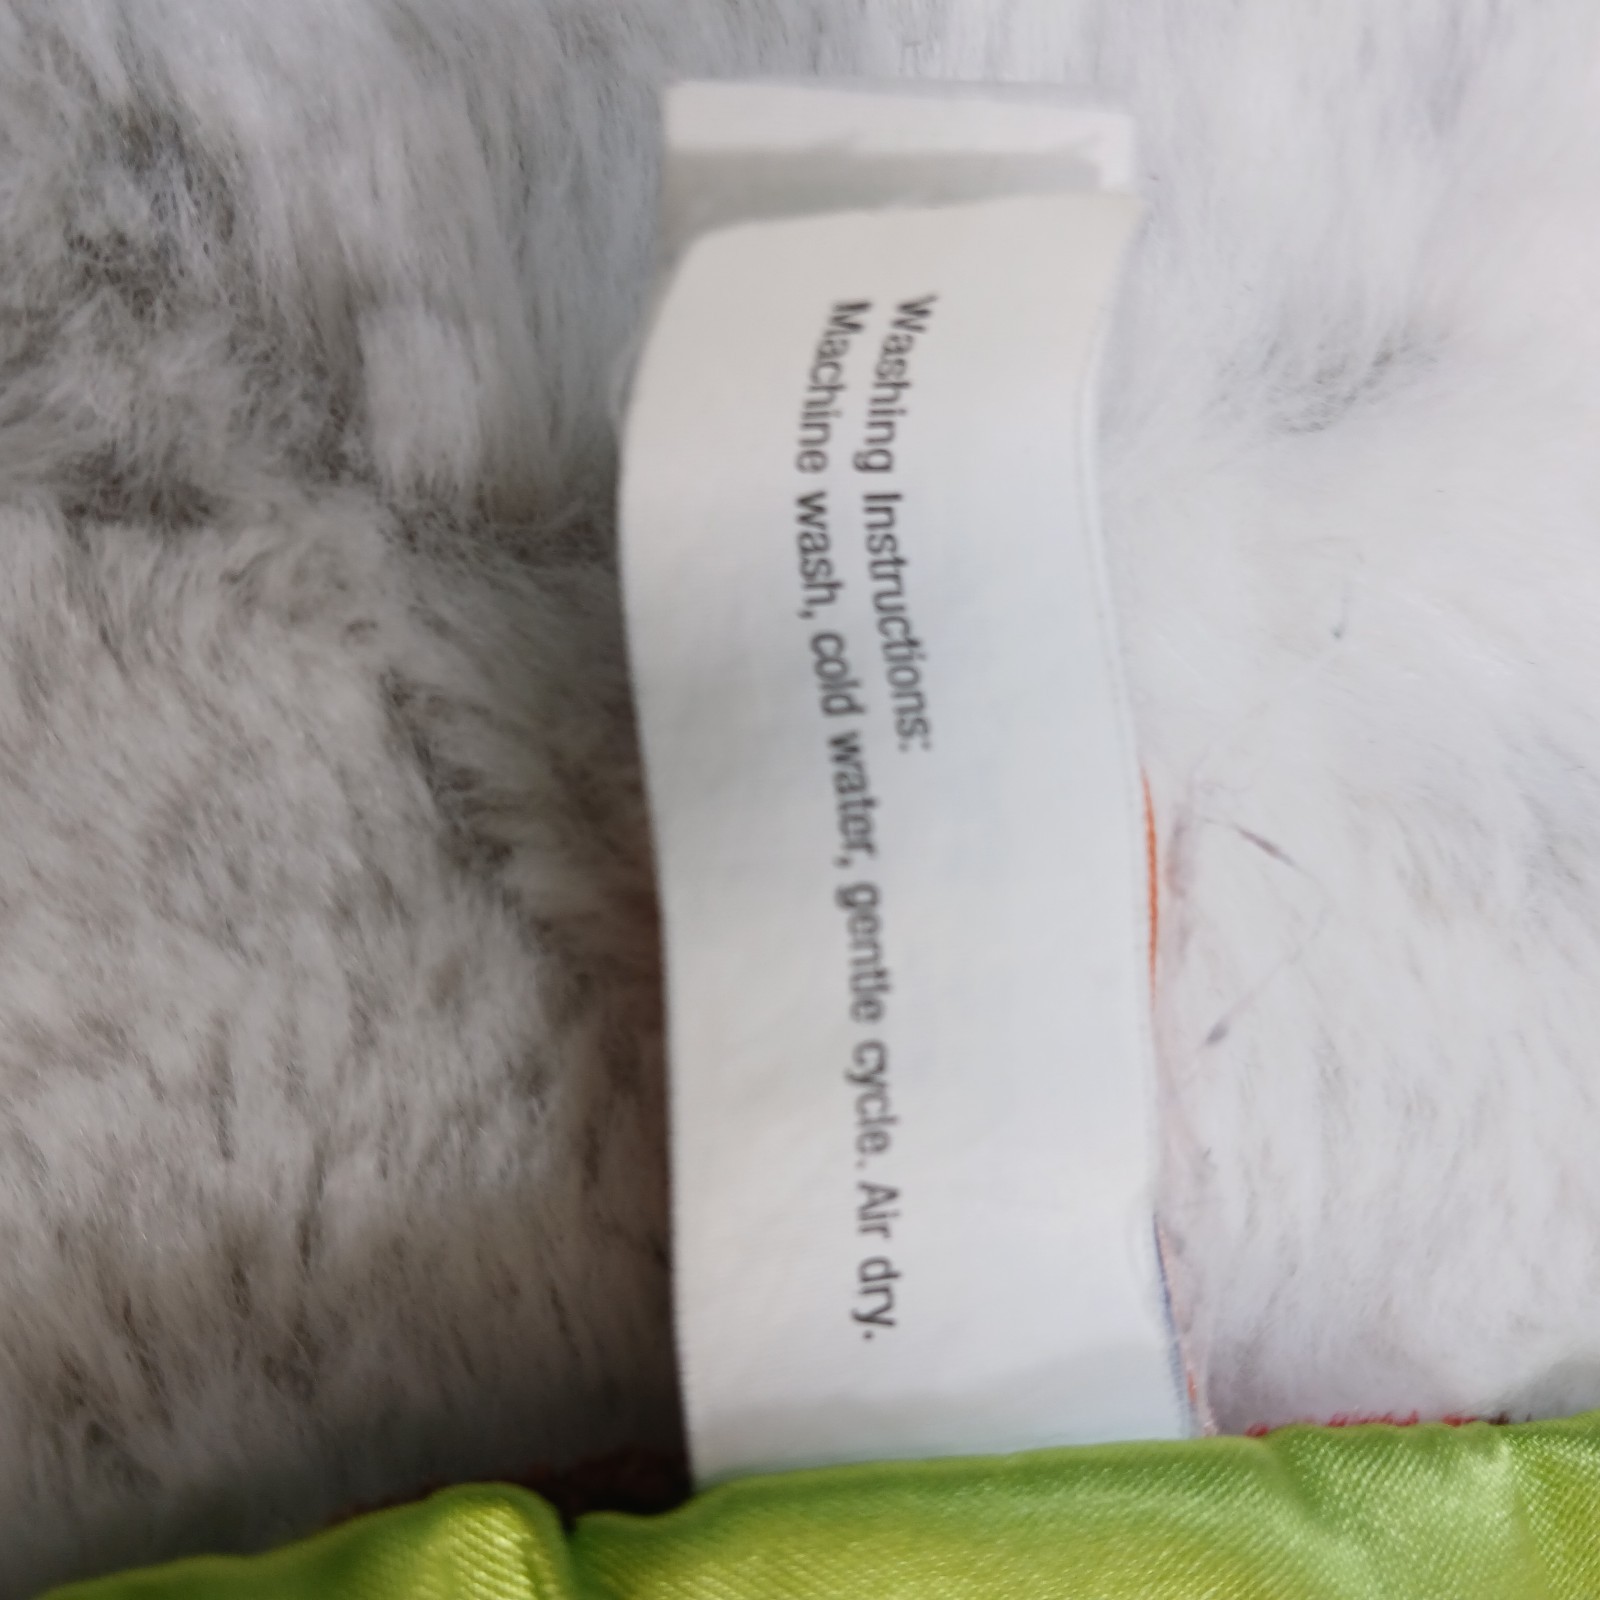 Washing Instructions:
Machine wash, cold water, gentle cycle. Air dry.